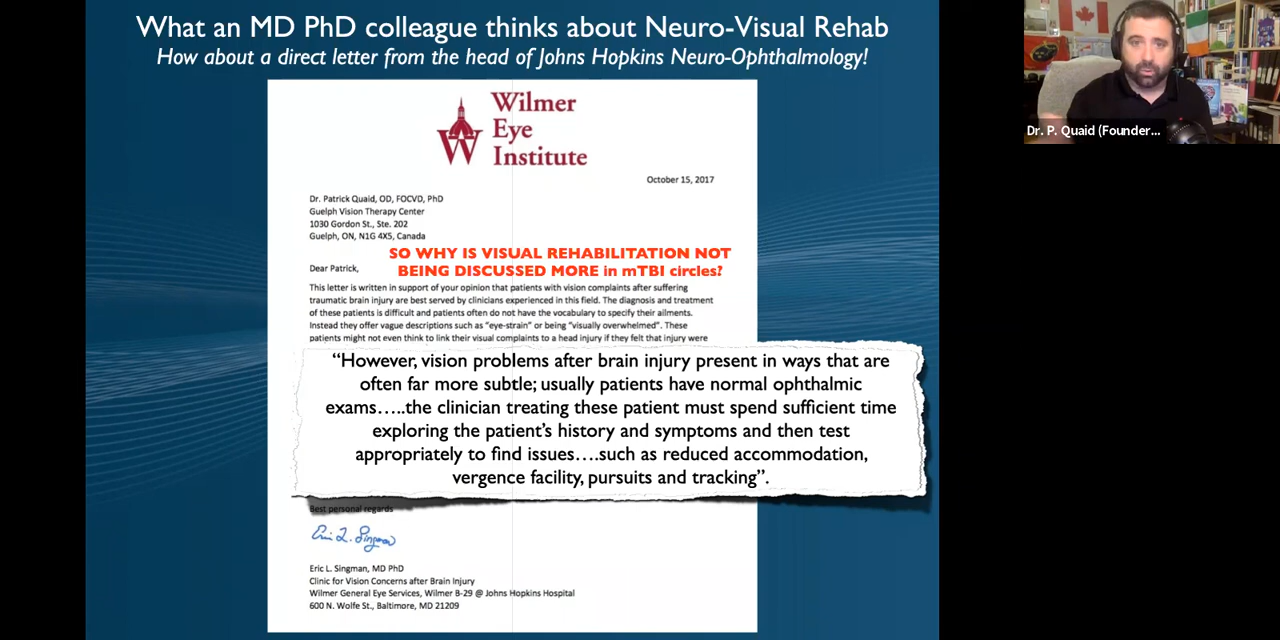 What an MD PhD colleague thinks about Neuro-Visual Rehab
How about a direct letter from the head of Johns Hopkins Neuro-Ophthalmology!
Wilmer
Eye
Institute
October 15, 2017
Dr. Patrick Quaid, OD, FOCVD, PhD
Guelph Vision Therapy Center
1030 Gordon St., Ste. 202
Guelph, ON, N1G 4X5, Canada
SO WHY IS VISUAL REHABILITATION NOT
BEING DISCUSSED MORE in mTBI circles?
Dear Patrick,
This letter is written in support of your opinion that patients with vision complaints after suffering
traumatic brain injury are best served by clinicians experienced in this field. The diagnosis and treatment
of these patients is difficult and patients often do not have the vocabulary to specify their ailments.
Instead they offer vague descriptions such as "eye-strain" or being "visually overwhelmed". These
patients might not even think to link their visual complaints to a head injury if they felt that injury were
“However, vision problems after brain injury present in ways that are
often far more subtle; usually patients have normal ophthalmic
exams…..the clinician treating these patient must spend sufficient time
exploring the patient’s history and symptoms and then test
appropriately to find issues….such as reduced accommodation,
vergence facility, pursuits and tracking”.
Best personal regards
Eric L. Singman
Eric L. Singman, MD PhD
Clinic for Vision Concerns after Brain Injury
Wilmer General Eye Services, Wilmer B-29 @ Johns Hopkins Hospital
600 N. Wolfe St., Baltimore, MD 21209
Dr. P. Quaid (Founder...